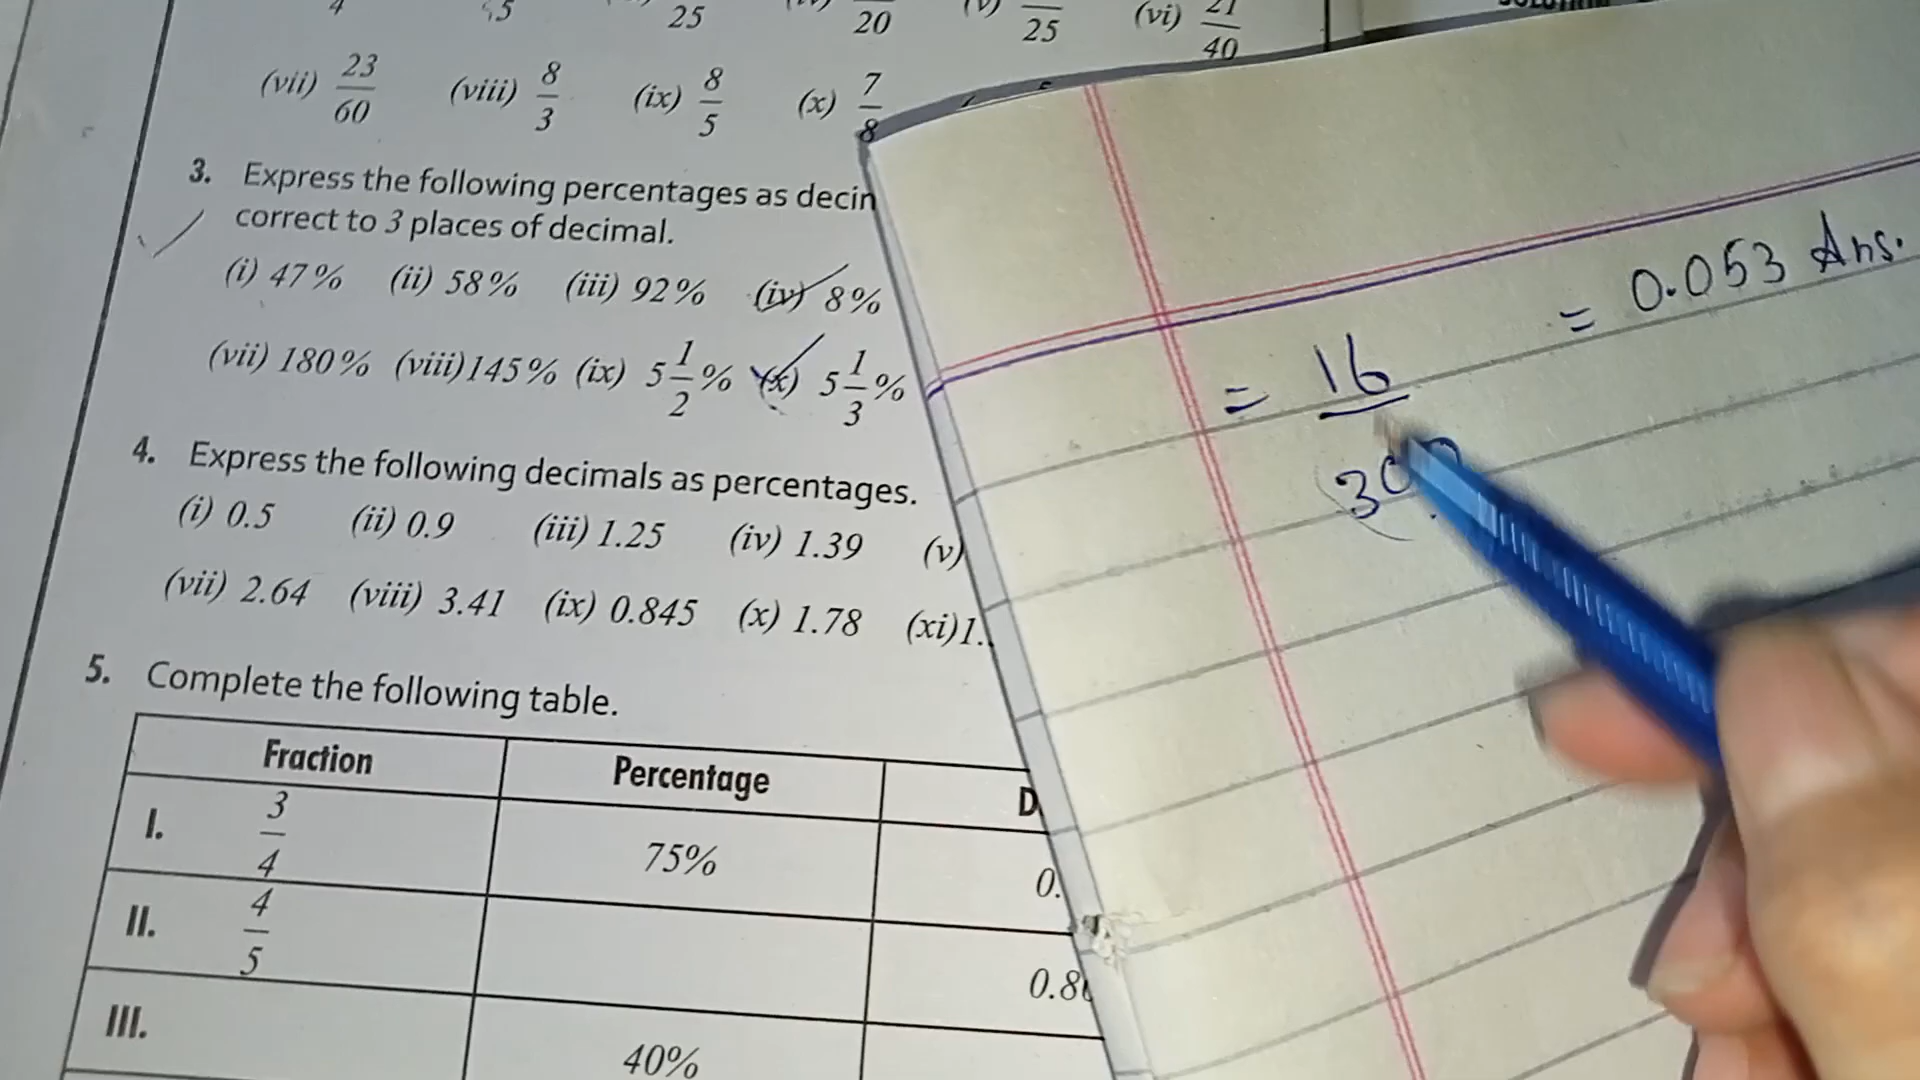 25 20 25 (vi) 21/40
(vii) 23/60 (viii) 8/3 (ix) 8/5 (x) 7/8
3. Express the following percentages as decim
correct to 3 places of decimal.
(i) 47% (ii) 58% (iii) 92% (iv) 8%
(vii) 180% (viii) 145% (ix) 5 1/2 % (x) 5 1/3 %
4. Express the following decimals as percentages.
(i) 0.5 (ii) 0.9 (iii) 1.25 (iv) 1.39 (v)
(vii) 2.64 (viii) 3.41 (ix) 0.845 (x) 1.78 (xi) 1.
5. Complete the following table.
Fraction Percentage D
I. 3/4 75% 0.
II. 4/5 0.8
III. 40%
= 16/300
= 0.053 Ans.